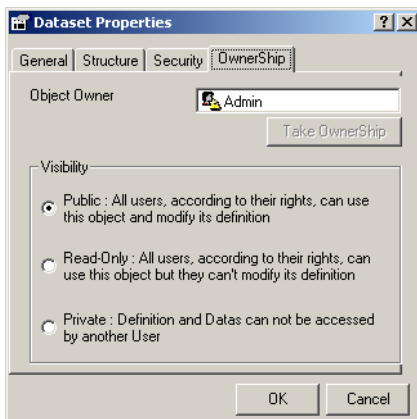 Dataset Properties
General Structure Security OwnerShip
Object Owner Admin
Take OwnerShip
Visibility
Public : All users, according to their rights, can use
this object and modify its definition
Read-Only : All users, according to their rights, can
use this object but they can't modify its definition
Private : Definition and Datas can not be accessed
by another User
OK Cancel